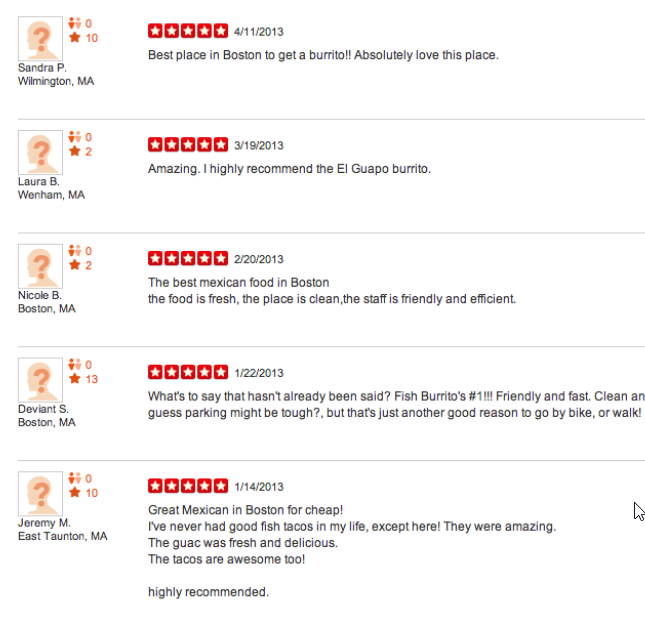 0
10
Sandra P.
Wilmington, MA
4/11/2013
Best place in Boston to get a burrito!! Absolutely love this place.
0
2
Laura B.
Wenham, MA
3/19/2013
Amazing. I highly recommend the El Guapo burrito.
0
2
Nicole B.
Boston, MA
2/20/2013
The best mexican food in Boston
the food is fresh, the place is clean,the staff is friendly and efficient.
0
13
Deviant S.
Boston, MA
1/22/2013
What's to say that hasn't already been said? Fish Burrito's #1!!! Friendly and fast. Clean an
guess parking might be tough?, but that's just another good reason to go by bike, or walk!
0
10
Jeremy M.
East Taunton, MA
1/14/2013
Great Mexican in Boston for cheap!
I've never had good fish tacos in my life, except here! They were amazing.
The guac was fresh and delicious.
The tacos are awesome too!
highly recommended.